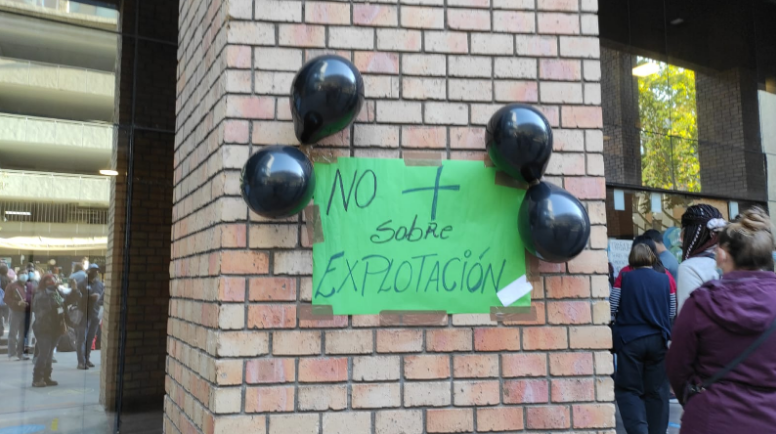 NO +
sobre
EXPLOTACIÓN